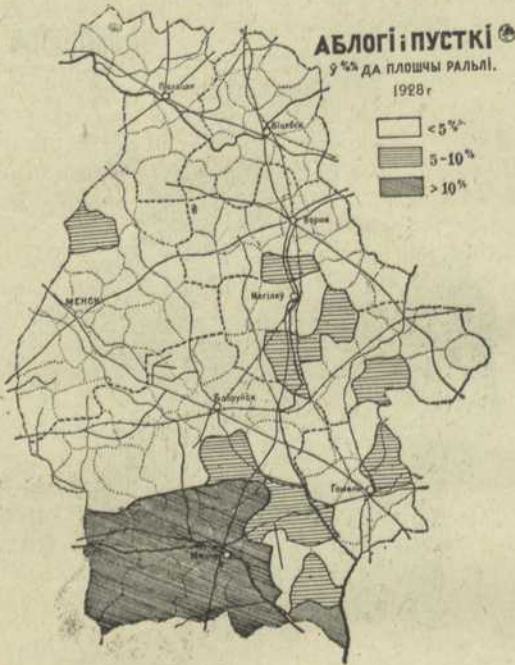 АБЛОГІ і ПУСТКІ
ў %% ДА ПЛОШЧЫ РАЛЬЛІ.
1928 г
< 5%
5-10%
> 10%
Полацак
Віцебск
Ворша
МЕНСК
Магілеў
Бабруйск
Гомель